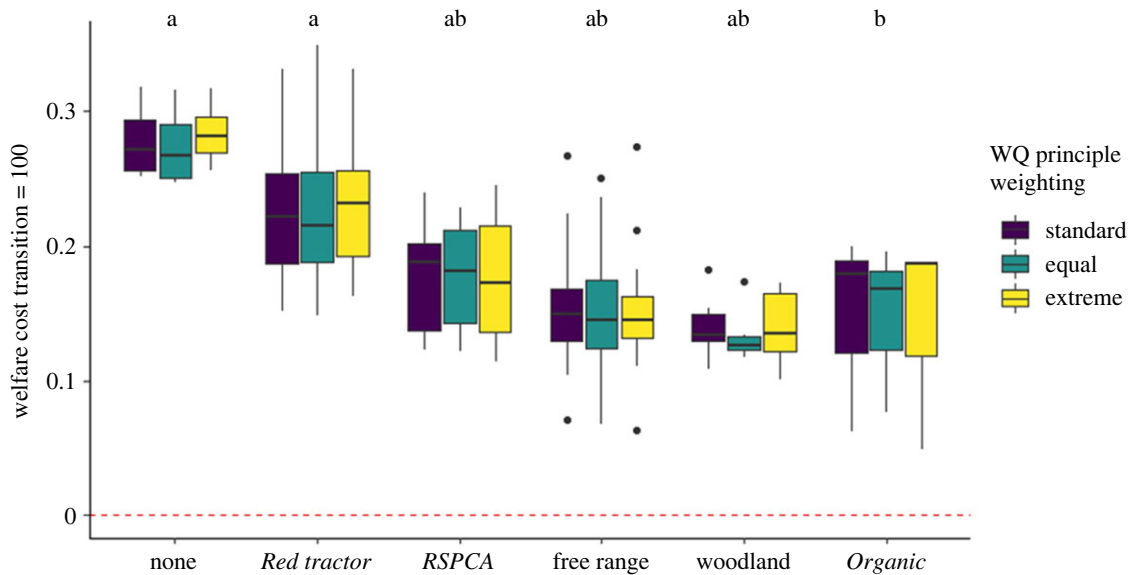 a a ab ab ab b
welfare cost transition = 100
0.3
0.2
0.1
0
none Red tractor RSPCA free range woodland Organic
WQ principle
weighting
standard
equal
extreme